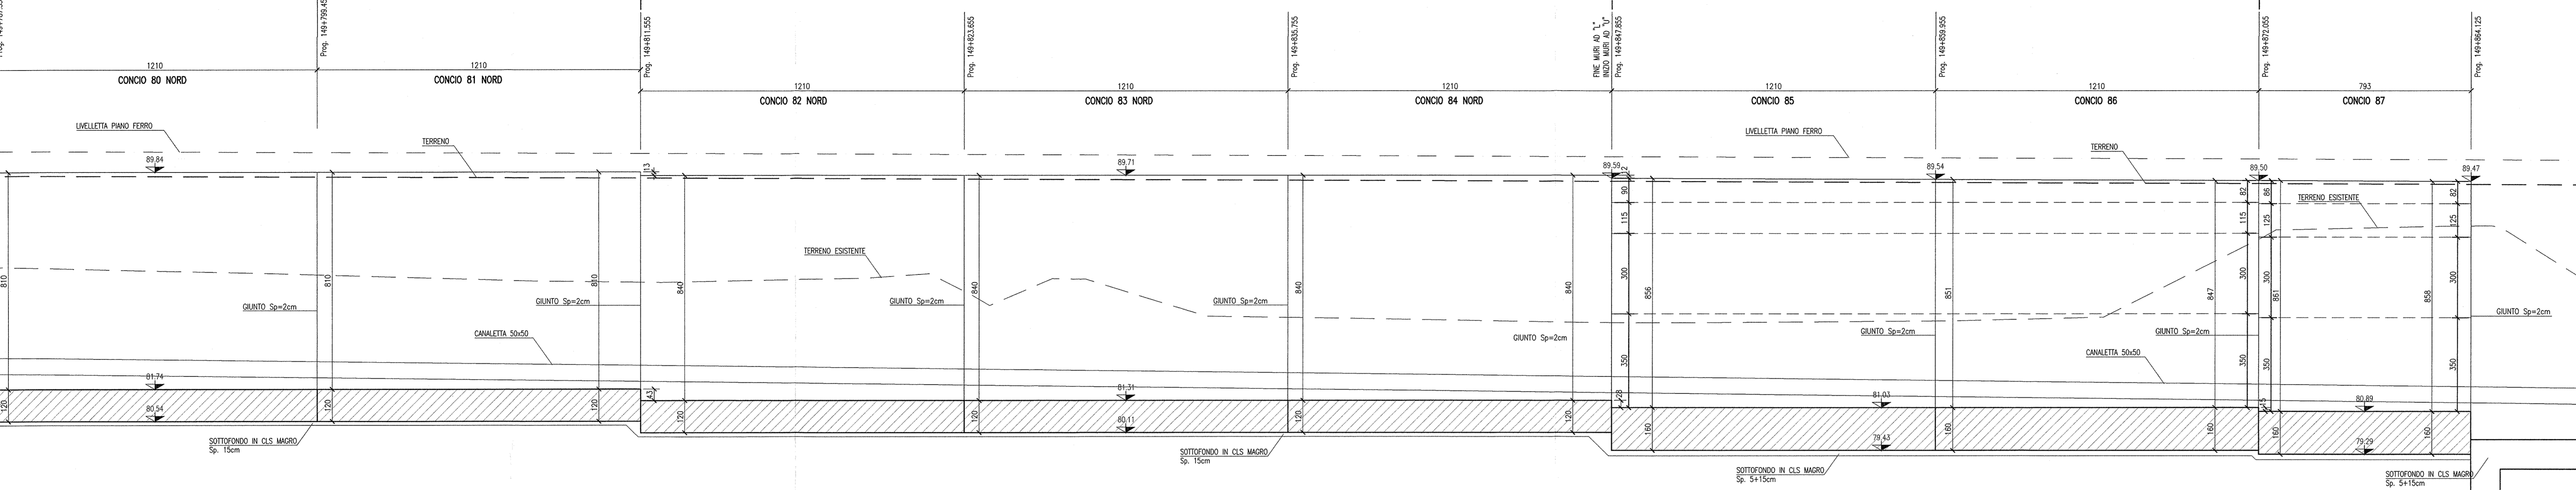 Prog. 149+799.45
Prog. 149+811.555
Prog. 149+823.655
Prog. 149+835.755
FINE MURI AD "L"
INIZIO MURI AD "U"
Prog. 149+847.855
Prog. 149+859.955
Prog. 149+872.055
Prog. 149+864.125
1210
1210
1210
1210
1210
1210
1210
793
CONCIO 80 NORD
CONCIO 81 NORD
CONCIO 82 NORD
CONCIO 83 NORD
CONCIO 84 NORD
CONCIO 85
CONCIO 86
CONCIO 87
LIVELLETTA PIANO FERRO
TERRENO
LIVELLETTA PIANO FERRO
TERRENO
89,84
13
89,71
89,59
12
89,54
89,50
89,47
90
82
86
82
115
115
125
125
TERRENO ESISTENTE
TERRENO ESISTENTE
810
810
810
840
840
840
840
300
856
851
300
847
300
861
300
858
GIUNTO Sp=2cm
GIUNTO Sp=2cm
GIUNTO Sp=2cm
GIUNTO Sp=2cm
GIUNTO Sp=2cm
GIUNTO Sp=2cm
GIUNTO Sp=2cm
GIUNTO Sp=2cm
CANALETTA 50x50
CANALETTA 50x50
350
350
350
350
81,74
43
81,31
28
81,03
15
80,89
120
120
120
120
120
120
120
160
160
160
160
160
80,54
80,11
79,43
79,29
SOTTOFONDO IN CLS MAGRO
Sp. 15cm
SOTTOFONDO IN CLS MAGRO
Sp. 15cm
SOTTOFONDO IN CLS MAGRO
Sp. 5+15cm
SOTTOFONDO IN CLS MAGRO
Sp. 5+15cm